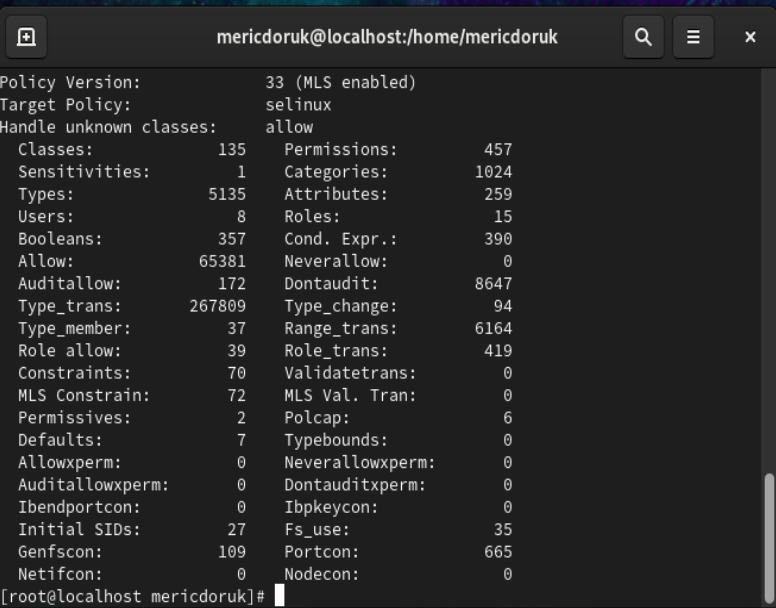 mericdoruk@localhost:/home/mericdoruk
Policy Version: 33 (MLS enabled)
Target Policy: selinux
Handle unknown classes: allow
Classes: 135 Permissions: 457
Sensitivities: 1 Categories: 1024
Types: 5135 Attributes: 259
Users: 8 Roles: 15
Booleans: 357 Cond. Expr.: 390
Allow: 65381 Neverallow: 0
Auditallow: 172 Dontaudit: 8647
Type_trans: 267809 Type_change: 94
Type_member: 37 Range_trans: 6164
Role allow: 39 Role_trans: 419
Constraints: 70 Validatetrans: 0
MLS Constrain: 72 MLS Val. Tran: 0
Permissives: 2 Polcap: 6
Defaults: 7 Typebounds: 0
Allowxperm: 0 Neverallowxperm: 0
Auditallowxperm: 0 Dontauditxperm: 0
Ibendportcon: 0 Ibpkeycon: 0
Initial SIDs: 27 Fs_use: 35
Genfscon: 109 Portcon: 665
Netifcon: 0 Nodecon: 0
[root@localhost mericdoruk]#